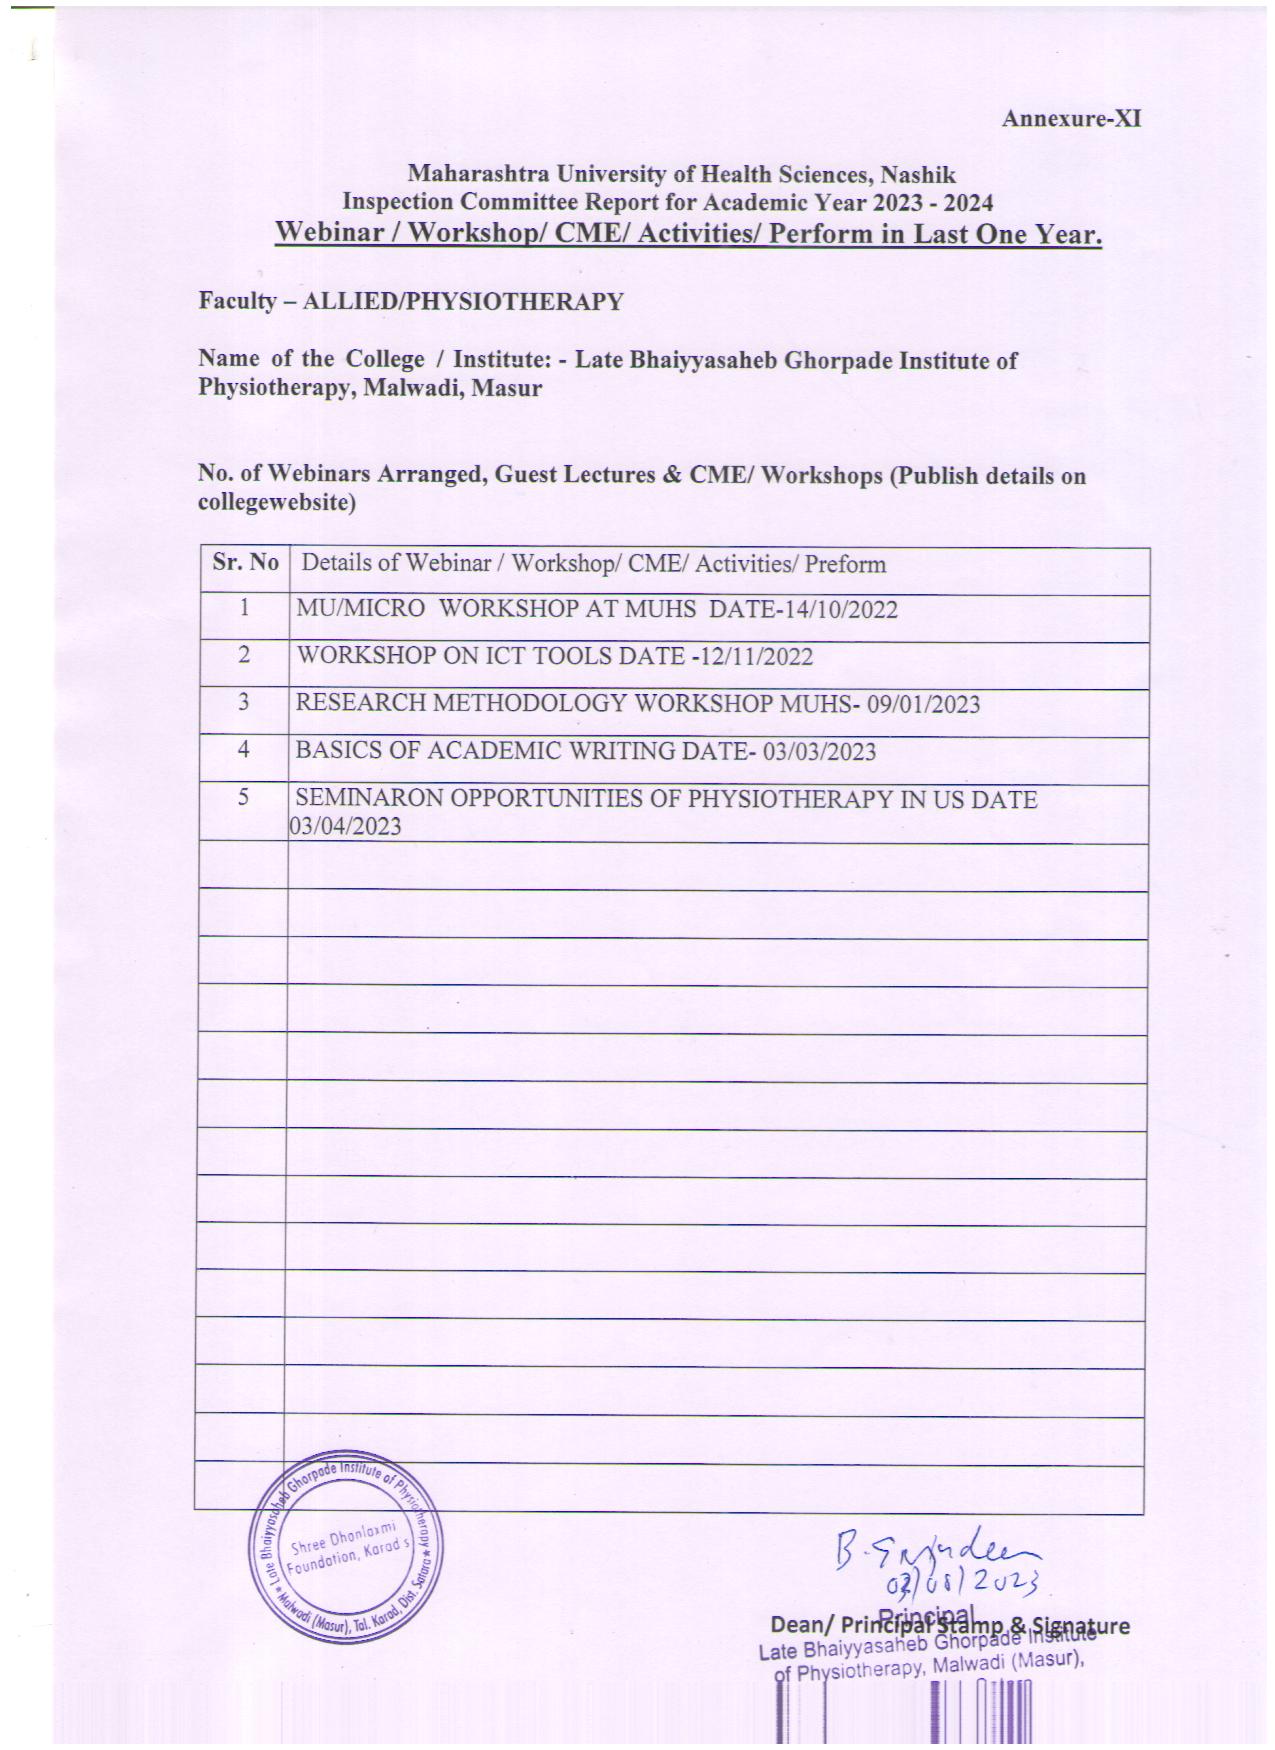 Annexure-XI
Maharashtra University of Health Sciences, Nashik
Inspection Committee Report for Academic Year 2023 - 2024
Webinar / Workshop/ CME/ Activities/ Perform in Last One Year.
Faculty – ALLIED/PHYSIOTHERAPY
Name of the College / Institute: - Late Bhaiyyasaheb Ghorpade Institute of
Physiotherapy, Malwadi, Masur
No. of Webinars Arranged, Guest Lectures & CME/ Workshops (Publish details on
collegewebsite)
Sr. No Details of Webinar / Workshop/ CME/ Activities/ Preform
1 MU/MICRO WORKSHOP AT MUHS DATE-14/10/2022
2 WORKSHOP ON ICT TOOLS DATE -12/11/2022
3 RESEARCH METHODOLOGY WORKSHOP MUHS- 09/01/2023
4 BASICS OF ACADEMIC WRITING DATE- 03/03/2023
5 SEMINARON OPPORTUNITIES OF PHYSIOTHERAPY IN US DATE
03/04/2023
Late Bhaiyyasaheb Ghorpade Institute of Physiotherapy
Shree Dhonlaxmi
Foundation, Karad
Malwadi (Masur), Tal. Karad, Dist. Satara
Principal
Dean/ Principal Stamp & Signature
Late Bhaiyyasaheb Ghorpade Institute
of Physiotherapy, Malwadi (Masur),